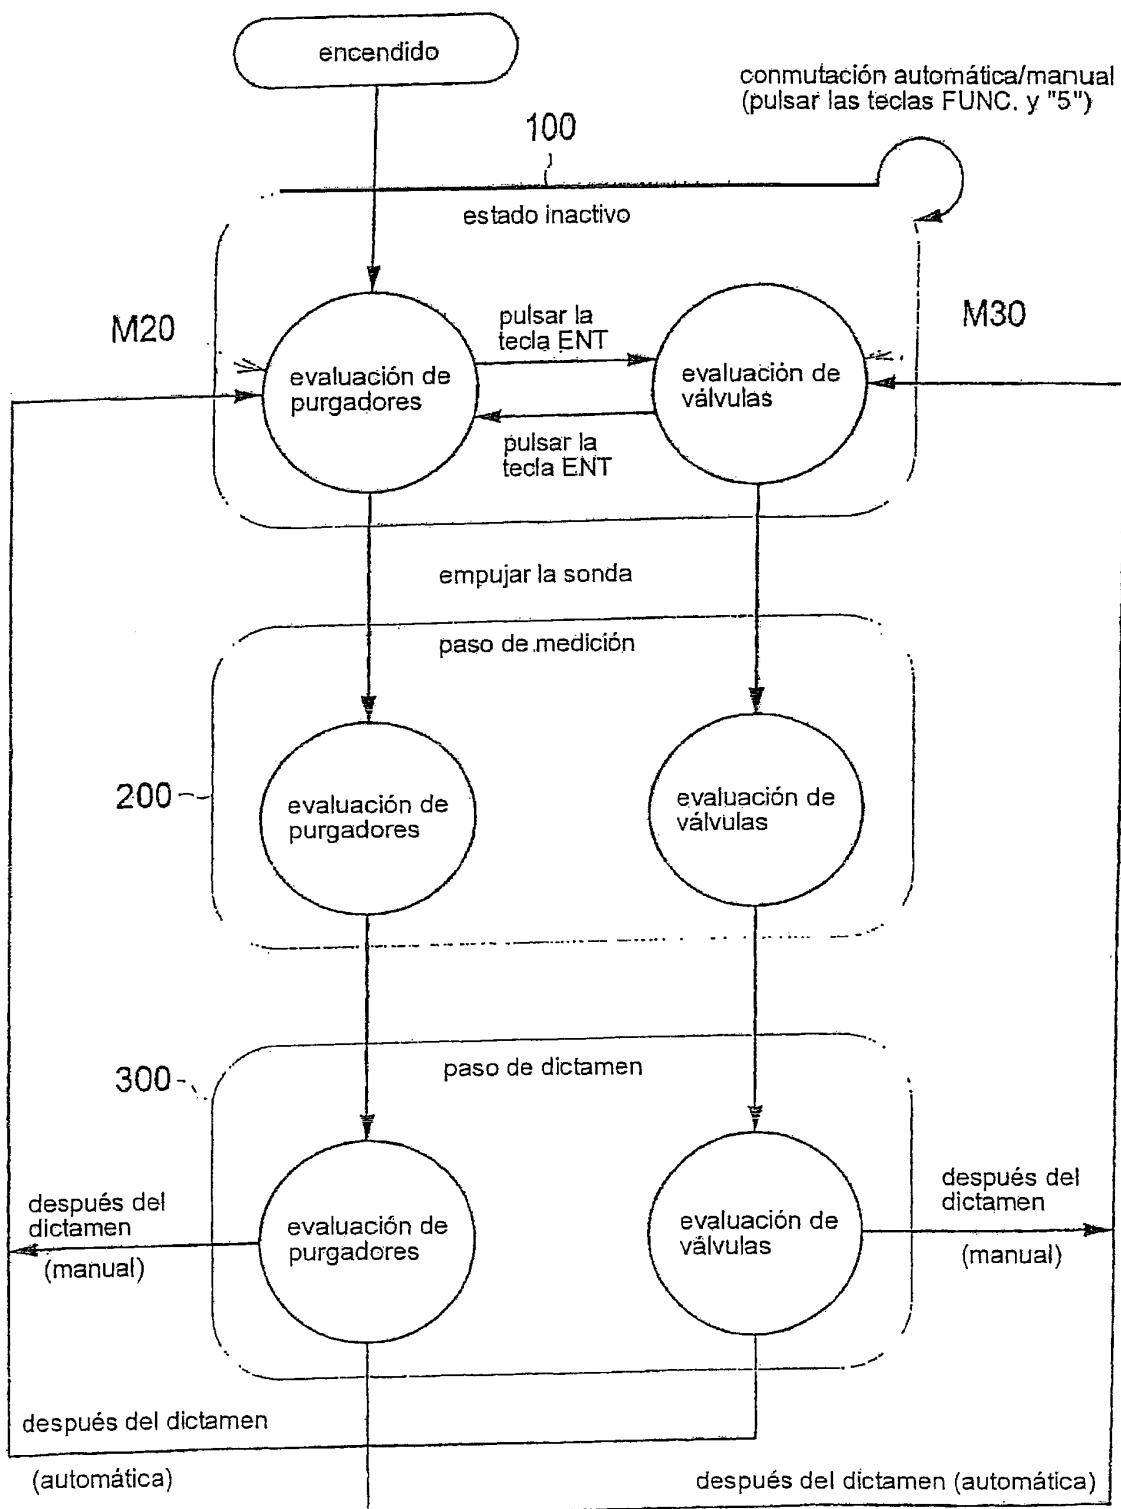 encendido
conmutación automática/manual
(pulsar las teclas FUNC. y "5")
100
estado inactivo
M20
pulsar la
tecla ENT
M30
evaluación de
purgadores
evaluación de
válvulas
pulsar la
tecla ENT
empujar la sonda
paso de medición
200
evaluación de
purgadores
evaluación de
válvulas
300
paso de dictamen
después del
dictamen
(manual)
evaluación de
purgadores
evaluación de
válvulas
después del
dictamen
(manual)
después del dictamen
(automática)
después del dictamen (automática)